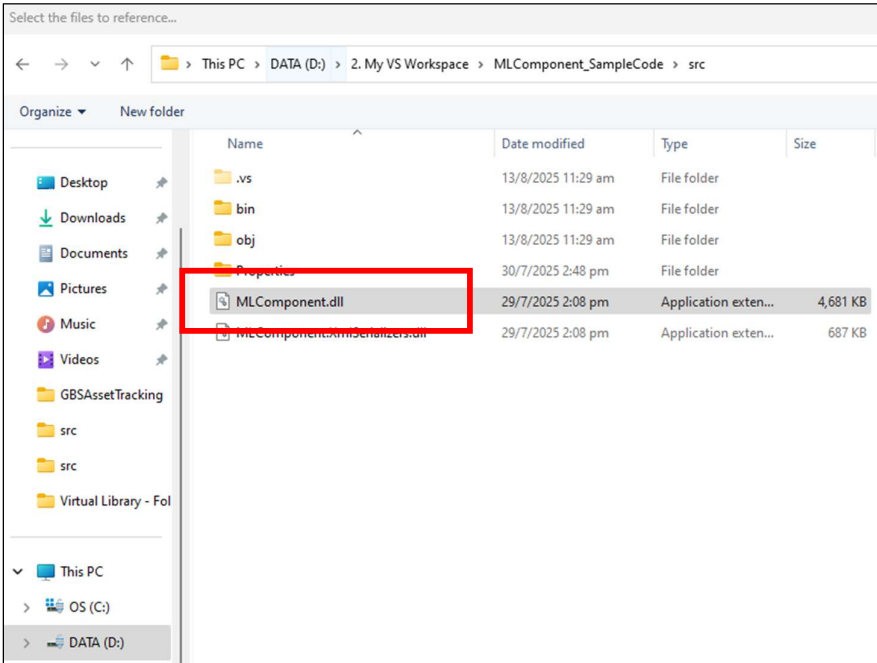 Select the files to reference...
This PC > DATA (D:) > 2. My VS Workspace > MLComponent_SampleCode > src
Organize New folder
Name Date modified Type Size
Desktop
Downloads
Documents
Pictures
Music
Videos
GBSAssetTracking
src
src
Virtual Library - Fol
This PC
OS (C:)
DATA (D:)
.vs 13/8/2025 11:29 am File folder
bin 13/8/2025 11:29 am File folder
obj 13/8/2025 11:29 am File folder
Properties 30/7/2025 2:48 pm File folder
MLComponent.dll 29/7/2025 2:08 pm Application exten... 4,681 KB
MLComponent.XmlSerializers.dll 29/7/2025 2:08 pm Application exten... 687 KB